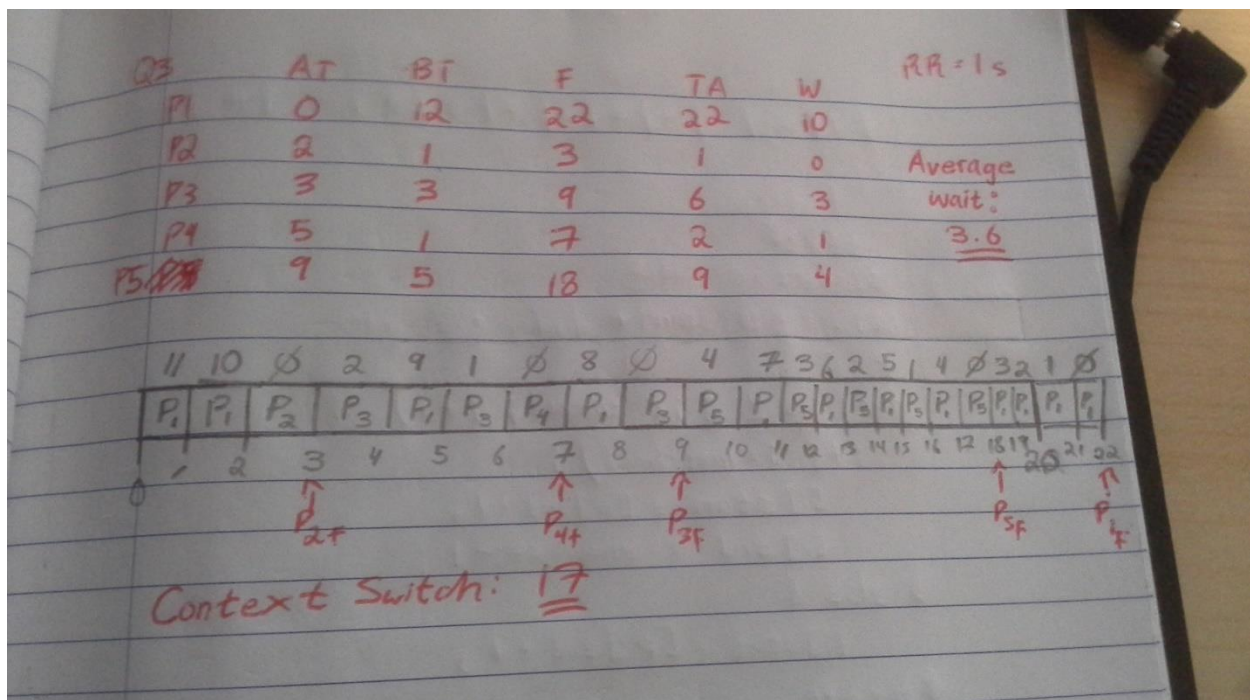 Q3 AT BT F TA W RR = 1s
P1 0 12 22 22 10
P2 2 1 3 1 0 Average
P3 3 3 9 6 3 wait:
P4 5 1 7 2 1 3.6
P5 9 5 18 9 4
11 10 0 2 9 1 0 8 0 4 7 3 6 2 5 1 4 0 3 2 1 0
P1 P1 P2 P3 P1 P3 P4 P1 P3 P5 P P5 P1 P5 P1 P5 P1 P5 P1 P1 P1 P1
0 1 2 3 4 5 6 7 8 9 10 11 12 13 14 15 16 17 18 19 20 21 22
P2F P4F P3F P5F P1F
Context Switch: 17